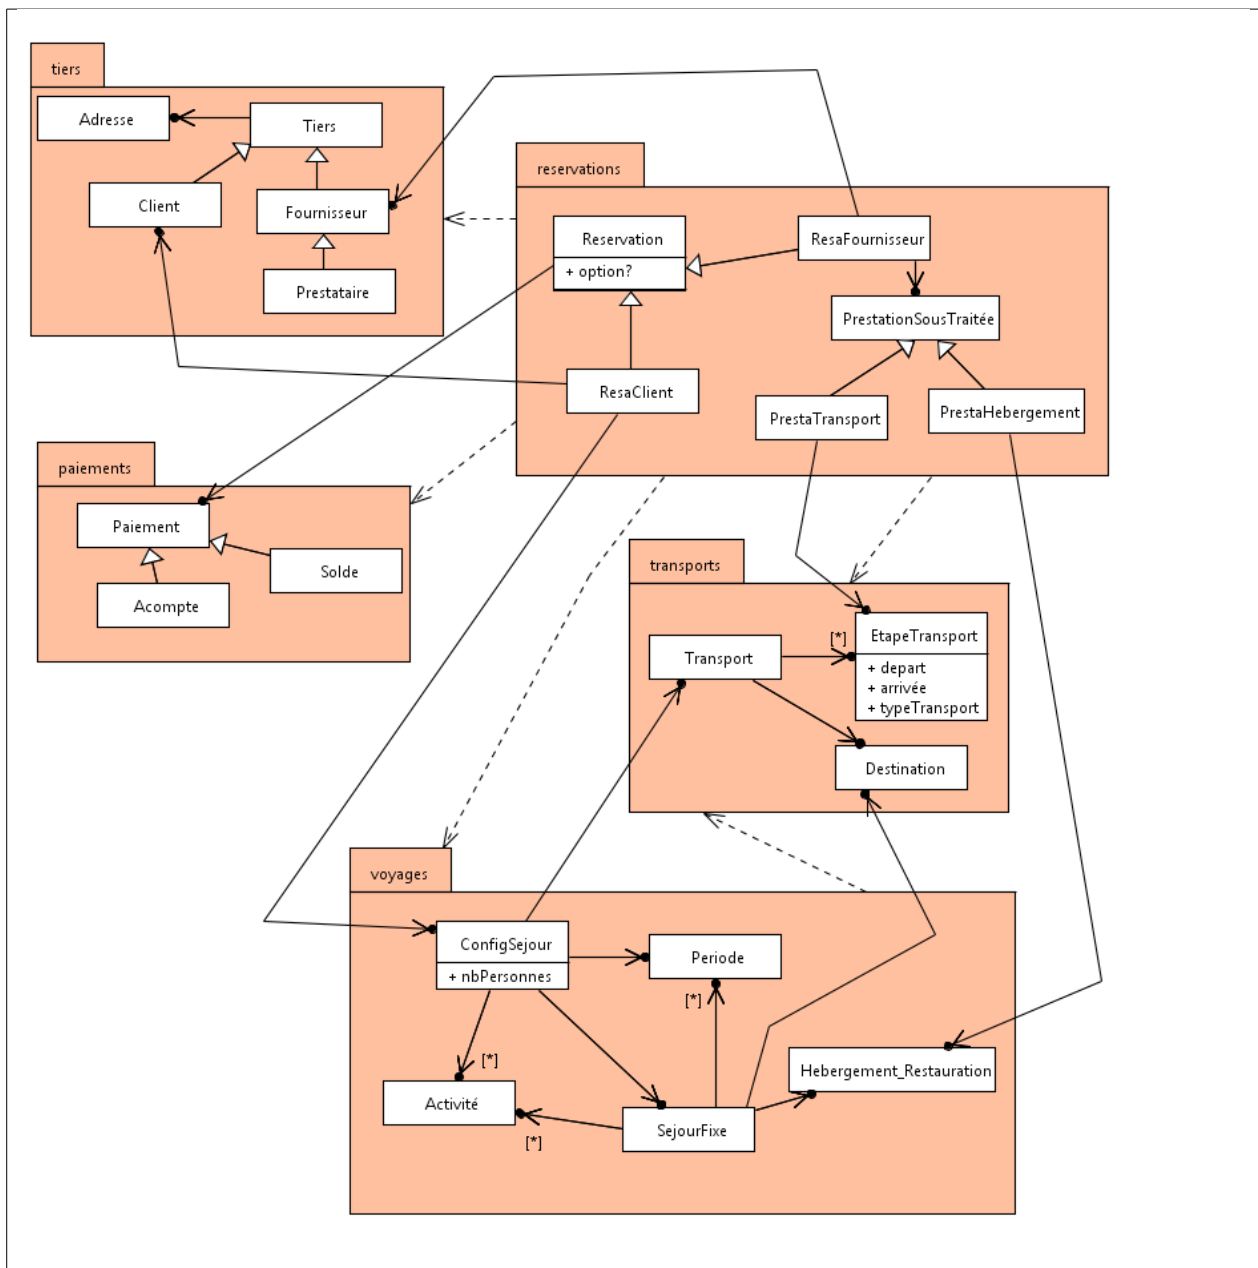 tiers
Adresse
Tiers
Client
Fournisseur
Prestataire
reservations
Reservation
+ option?
ResaFournisseur
PrestationSousTraitée
ResaClient
PrestaTransport
PrestaHebergement
paiements
Paiement
Solde
Acompte
transports
Transport
[*]
EtapeTransport
+ depart
+ arrivée
+ typeTransport
Destination
voyages
ConfigSejour
+ nbPersonnes
Periode
[*]
[*]
Activité
[*]
SejourFixe
Hebergement_Restauration